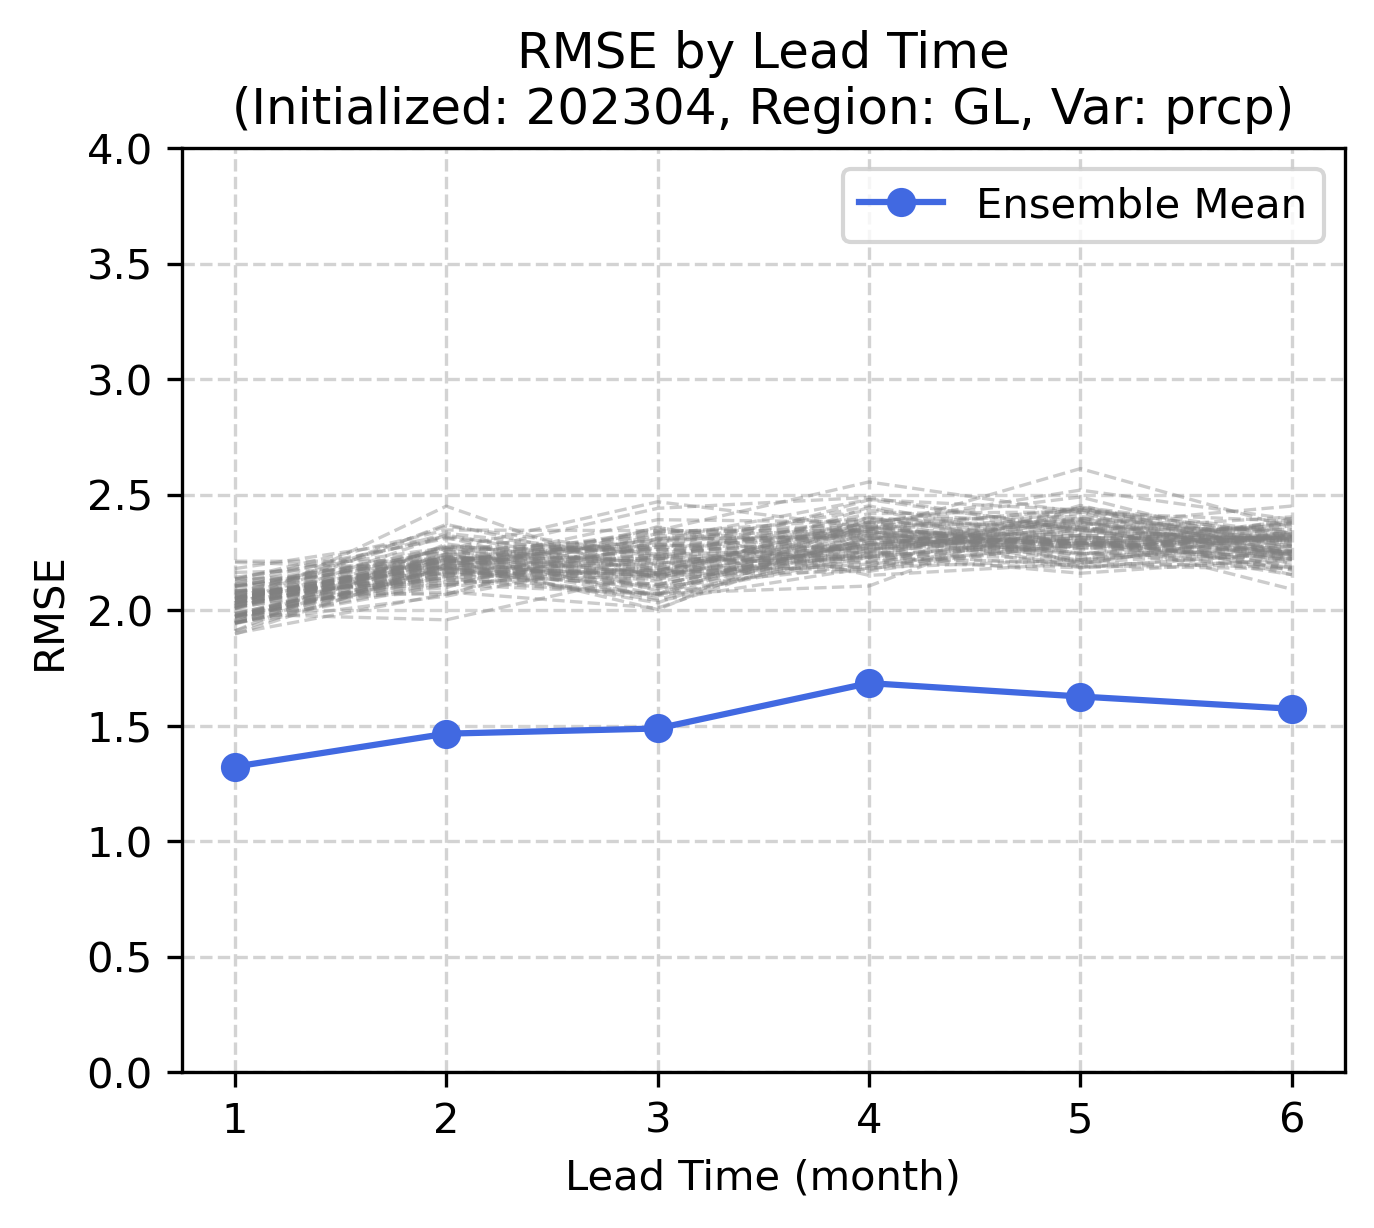 RMSE by Lead Time
(Initialized: 202304, Region: GL, Var: prcp)
Ensemble Mean
4.0
3.5
3.0
2.5
2.0
1.5
1.0
0.5
0.0
RMSE
1 2 3 4 5 6
Lead Time (month)